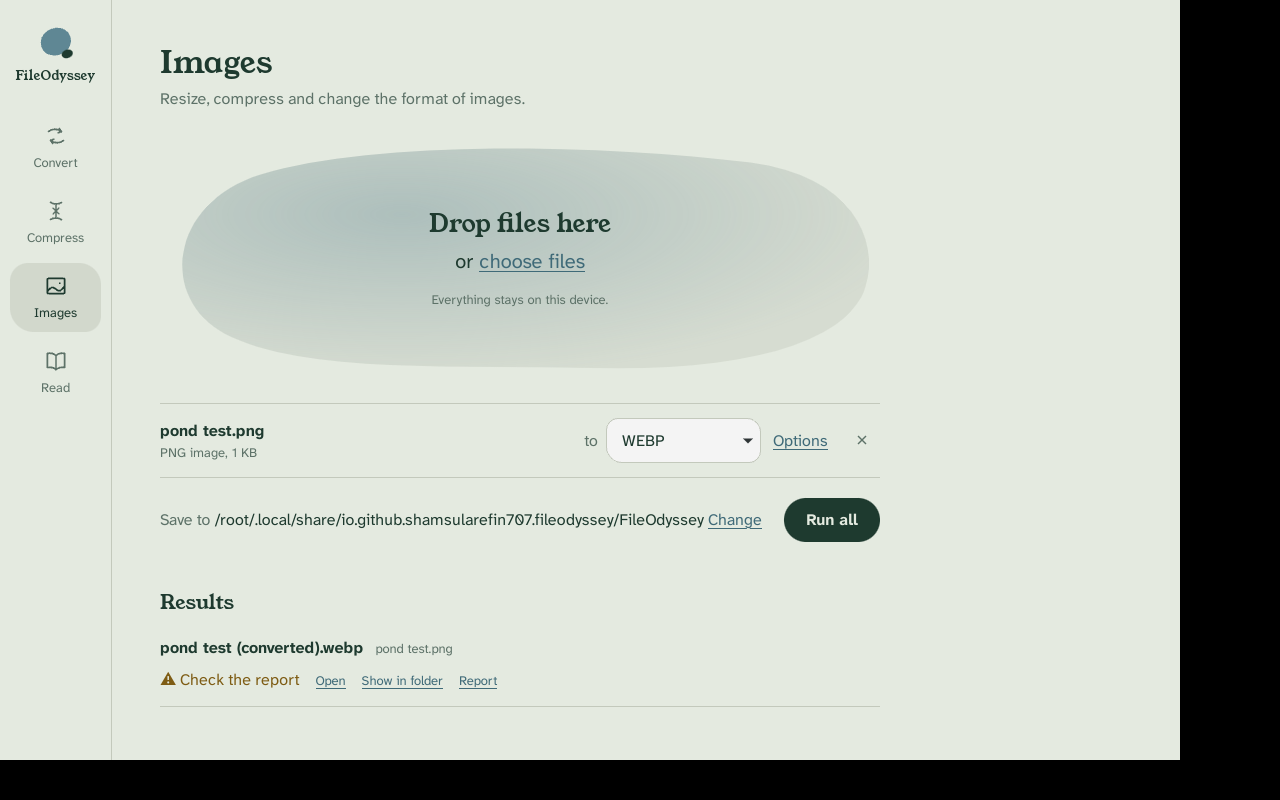 FileOdyssey
Convert
Compress
Images
Read
Images
Resize, compress and change the format of images.
Drop files here
or choose files
Everything stays on this device.
pond test.png
PNG image, 1 KB
to WEBP Options ×
Save to /root/.local/share/io.github.shamsularefin707.fileodyssey/FileOdyssey Change Run all
Results
pond test (converted).webp pond test.png
Check the report Open Show in folder Report